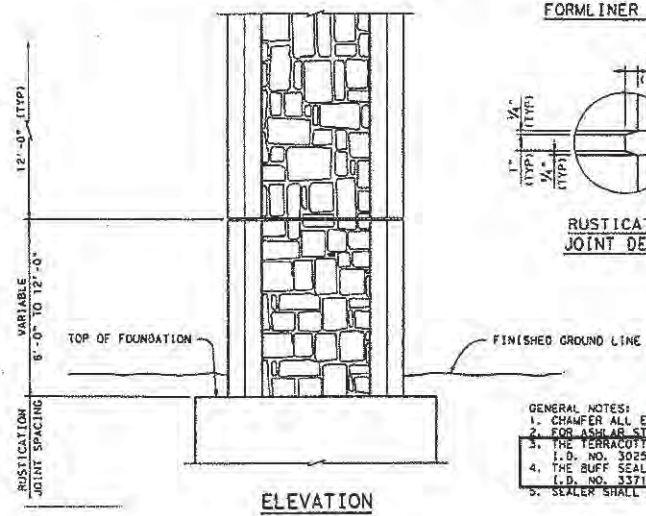 FORMLINER
12'-0" (TYP)
3/4"
(TYP)
1"
(TYP)
3/4"
(TYP)
RUSTICA
JOINT DE
VARIABLE
6'-0" TO 12'-0"
TOP OF FOUNDATION
FINISHED GROUND LINE
RUSTICATION
JOINT SPACING
ELEVATION
GENERAL NOTES:
1. CHAMFER ALL E
2. FOR ASHLAR ST
3. THE TERRACOTT
I.D. NO. 3025
4. THE BUFF SEAL
I.D. NO. 3371
5. SEALER SHALL